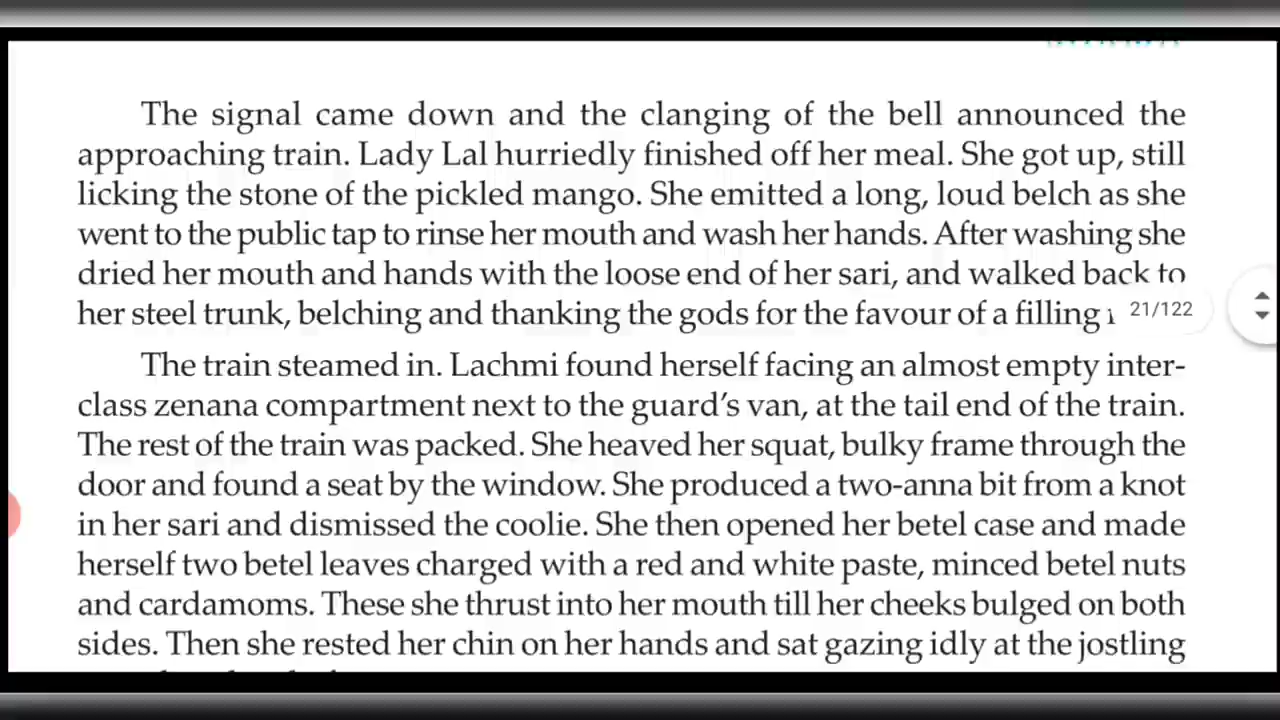 The signal came down and the clanging of the bell announced the
approaching train. Lady Lal hurriedly finished off her meal. She got up, still
licking the stone of the pickled mango. She emitted a long, loud belch as she
went to the public tap to rinse her mouth and wash her hands. After washing she
dried her mouth and hands with the loose end of her sari, and walked back to
her steel trunk, belching and thanking the gods for the favour of a filling
21/122
The train steamed in. Lachmi found herself facing an almost empty inter-
class zenana compartment next to the guard's van, at the tail end of the train.
The rest of the train was packed. She heaved her squat, bulky frame through the
door and found a seat by the window. She produced a two-anna bit from a knot
in her sari and dismissed the coolie. She then opened her betel case and made
herself two betel leaves charged with a red and white paste, minced betel nuts
and cardamoms. These she thrust into her mouth till her cheeks bulged on both
sides. Then she rested her chin on her hands and sat gazing idly at the jostling